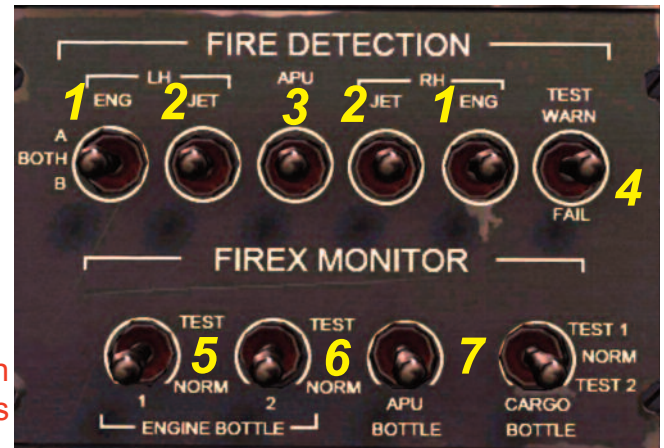 FIRE DETECTION
LH APU RH
1 ENG 2 JET 3 2 JET 1 ENG TEST WARN
A
BOTH
B
4
FAIL
FIREX MONITOR
TEST TEST TEST 1
5 6 7 NORM
NORM NORM TEST 2
1 2 APU CARGO
ENGINE BOTTLE BOTTLE BOTTLE
n
s